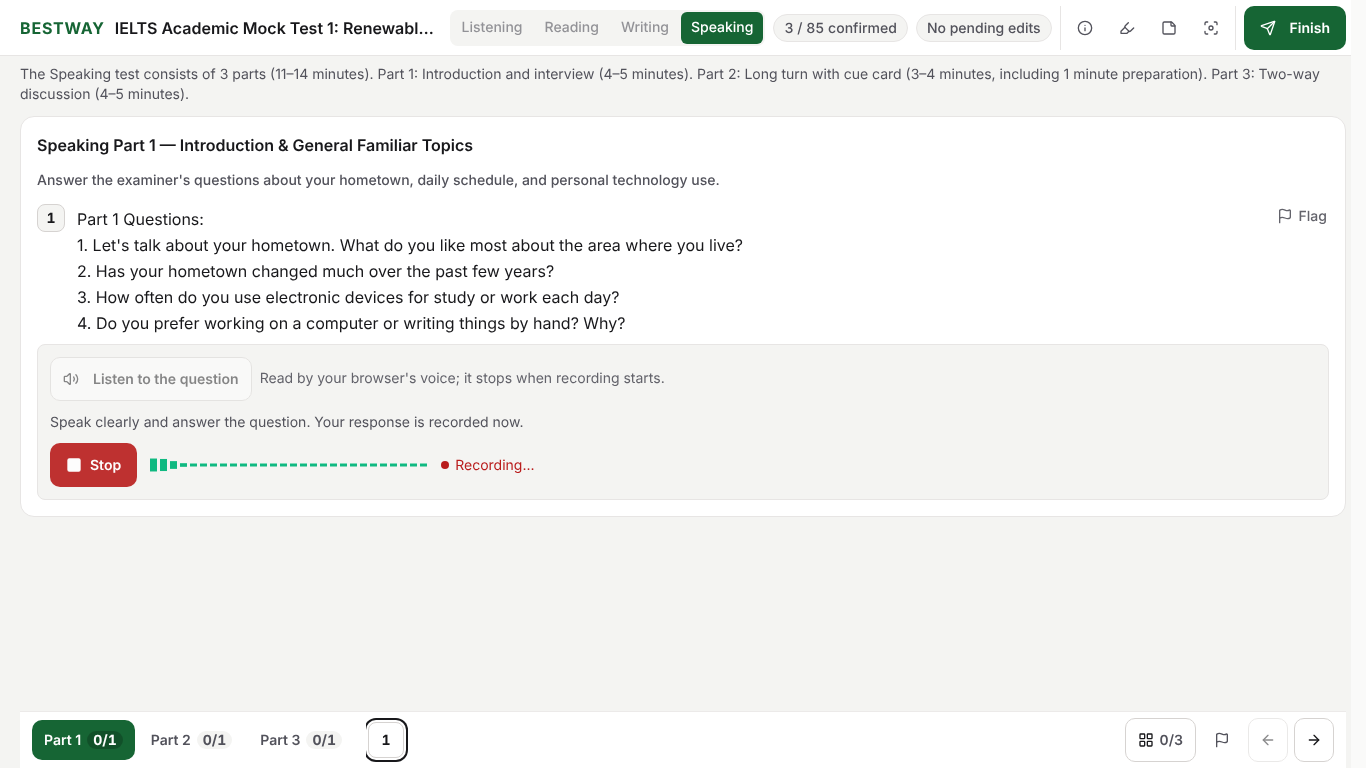 BESTWAY IELTS Academic Mock Test 1: Renewabl... Listening Reading Writing Speaking 3 / 85 confirmed No pending edits Finish
The Speaking test consists of 3 parts (11–14 minutes). Part 1: Introduction and interview (4–5 minutes). Part 2: Long turn with cue card (3–4 minutes, including 1 minute preparation). Part 3: Two-way
discussion (4–5 minutes).
Speaking Part 1 — Introduction & General Familiar Topics
Answer the examiner's questions about your hometown, daily schedule, and personal technology use.
1 Part 1 Questions: Flag
1. Let's talk about your hometown. What do you like most about the area where you live?
2. Has your hometown changed much over the past few years?
3. How often do you use electronic devices for study or work each day?
4. Do you prefer working on a computer or writing things by hand? Why?
Listen to the question Read by your browser's voice; it stops when recording starts.
Speak clearly and answer the question. Your response is recorded now.
Stop Recording...
Part 1 0/1 Part 2 0/1 Part 3 0/1 1 0/3